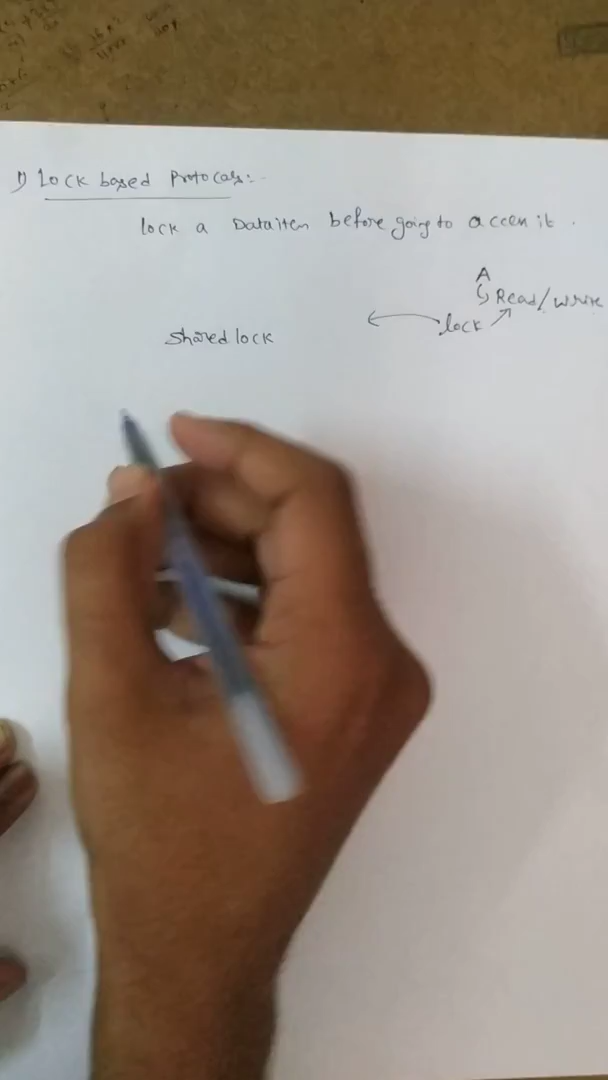 1) Lock based Protocols:-
lock a Dataitem before going to access it .
A
↳ Read/write
lock
Shared lock